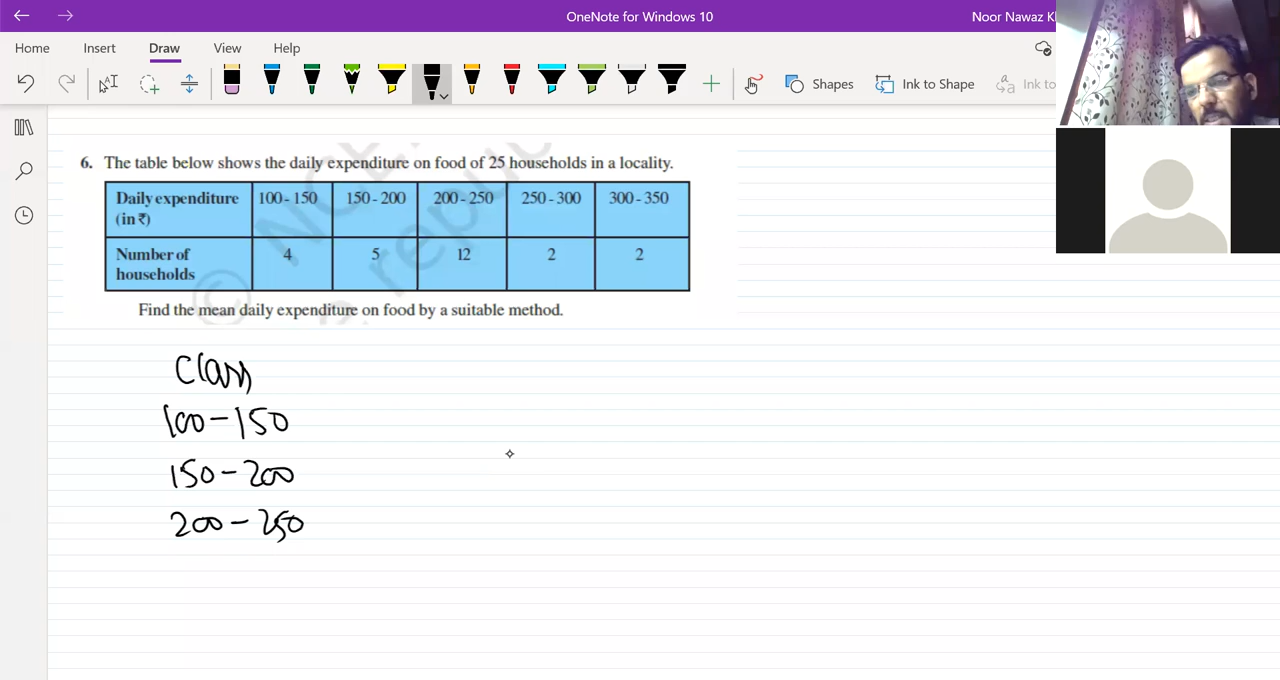 OneNote for Windows 10
Noor Nawaz
Home Insert Draw View Help
Shapes Ink to Shape Ink to
6. The table below shows the daily expenditure on food of 25 households in a locality.
Daily expenditure (in ₹) 100-150 150-200 200-250 250-300 300-350
Number of households 4 5 12 2 2
Find the mean daily expenditure on food by a suitable method.
Class
100-150
150-200
200-250